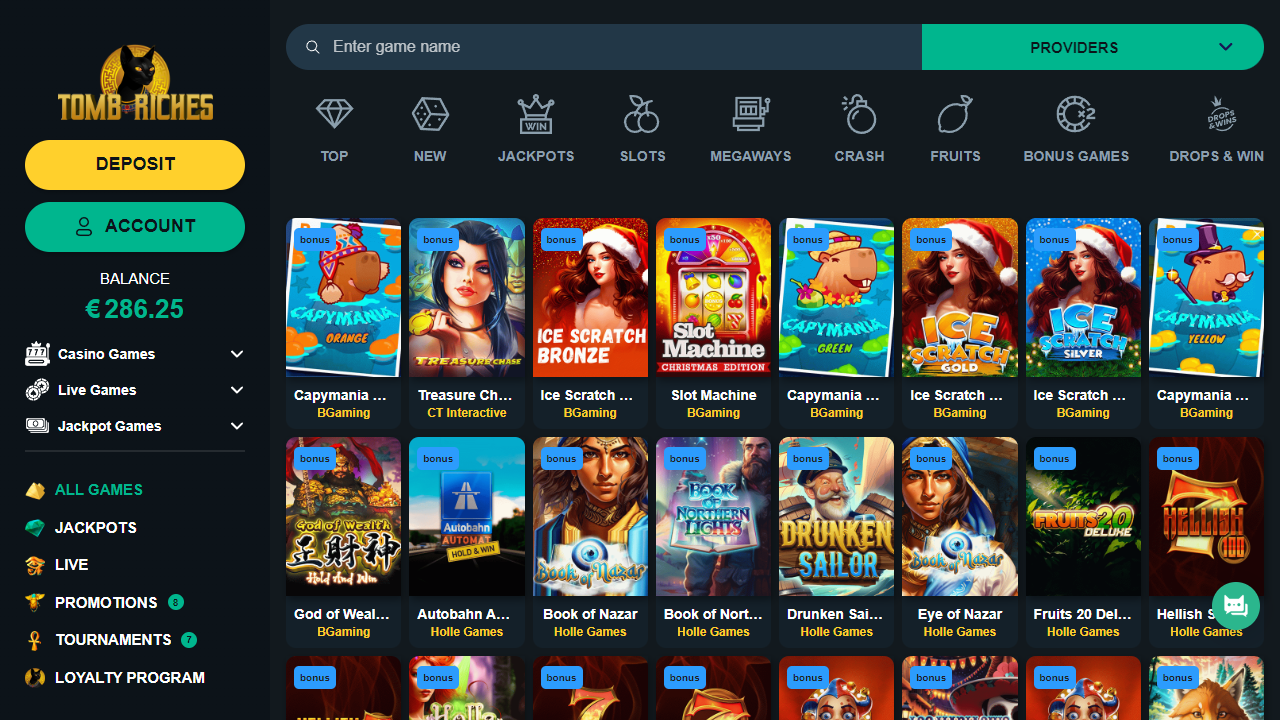 TOMB RICHES
DEPOSIT
ACCOUNT
BALANCE
€ 286.25
Casino Games
Live Games
Jackpot Games
ALL GAMES
JACKPOTS
LIVE
PROMOTIONS 8
TOURNAMENTS 7
LOYALTY PROGRAM
Enter game name
PROVIDERS
WIN
×2
DROPS & WINS
TOP
NEW
JACKPOTS
SLOTS
MEGAWAYS
CRASH
FRUITS
BONUS GAMES
DROPS & WIN
bonus
CAPYMANIA
ORANGE
Capymania ...
BGaming
bonus
TREASURE CHASE
Treasure Ch...
CT Interactive
bonus
ICE SCRATCH
BRONZE
Ice Scratch ...
BGaming
bonus
Slot
Machine
CHRISTMAS EDITION
Slot Machine
BGaming
bonus
CAPYMANIA
GREEN
Capymania ...
BGaming
bonus
ICE
SCRATCH
GOLD
Ice Scratch ...
BGaming
bonus
ICE
SCRATCH
SILVER
Ice Scratch ...
BGaming
bonus
CAPYMANIA
YELLOW
Capymania ...
BGaming
bonus
God of Wealth
正財神
Hold And Win
God of Weal...
BGaming
bonus
Autobahn
AUTOMAT
HOLD & WIN
Autobahn A...
Holle Games
bonus
Book of Nazar
Book of Nazar
Holle Games
bonus
BOOK
OF
NORTHERN
LIGHTS
Book of Nort...
Holle Games
bonus
DRUNKEN
SAILOR
Drunken Sai...
Holle Games
bonus
Book of Nazar
Eye of Nazar
Holle Games
bonus
FRUITS 20
DELUXE
Fruits 20 Del...
Holle Games
bonus
HELLISH
100
Hellish S
Holle Games
bonus
bonus
bonus
bonus
bonus
bonus
bonus
bonus